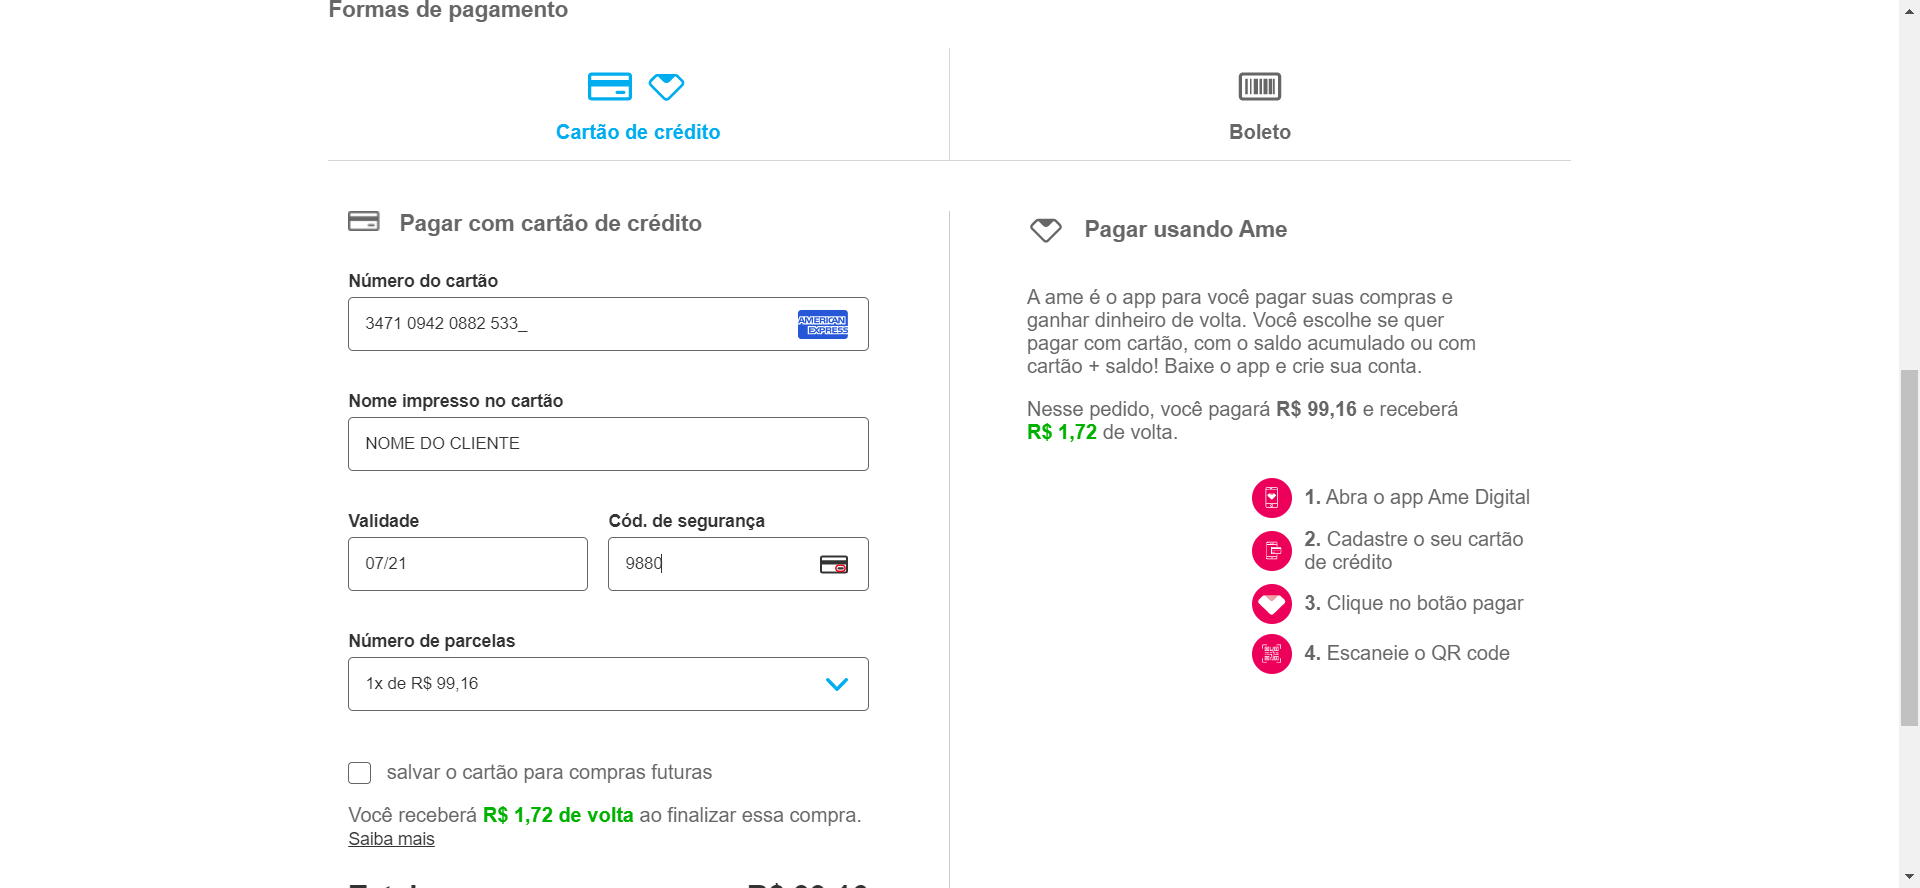 Formas de pagamento
Cartão de crédito
Boleto
Pagar com cartão de crédito
Número do cartão
3471 0942 0882 533_
AMERICAN
EXPRESS
Nome impresso no cartão
NOME DO CLIENTE
Validade
Cód. de segurança
07/21
9880
Número de parcelas
1x de R$ 99,16
salvar o cartão para compras futuras
Você receberá R$ 1,72 de volta ao finalizar essa compra.
Saiba mais
Total
R$ 99,16
Pagar usando Ame
A ame é o app para você pagar suas compras e
ganhar dinheiro de volta. Você escolhe se quer
pagar com cartão, com o saldo acumulado ou com
cartão + saldo! Baixe o app e crie sua conta.
Nesse pedido, você pagará R$ 99,16 e receberá
R$ 1,72 de volta.
1. Abra o app Ame Digital
2. Cadastre o seu cartão
de crédito
3. Clique no botão pagar
4. Escaneie o QR code